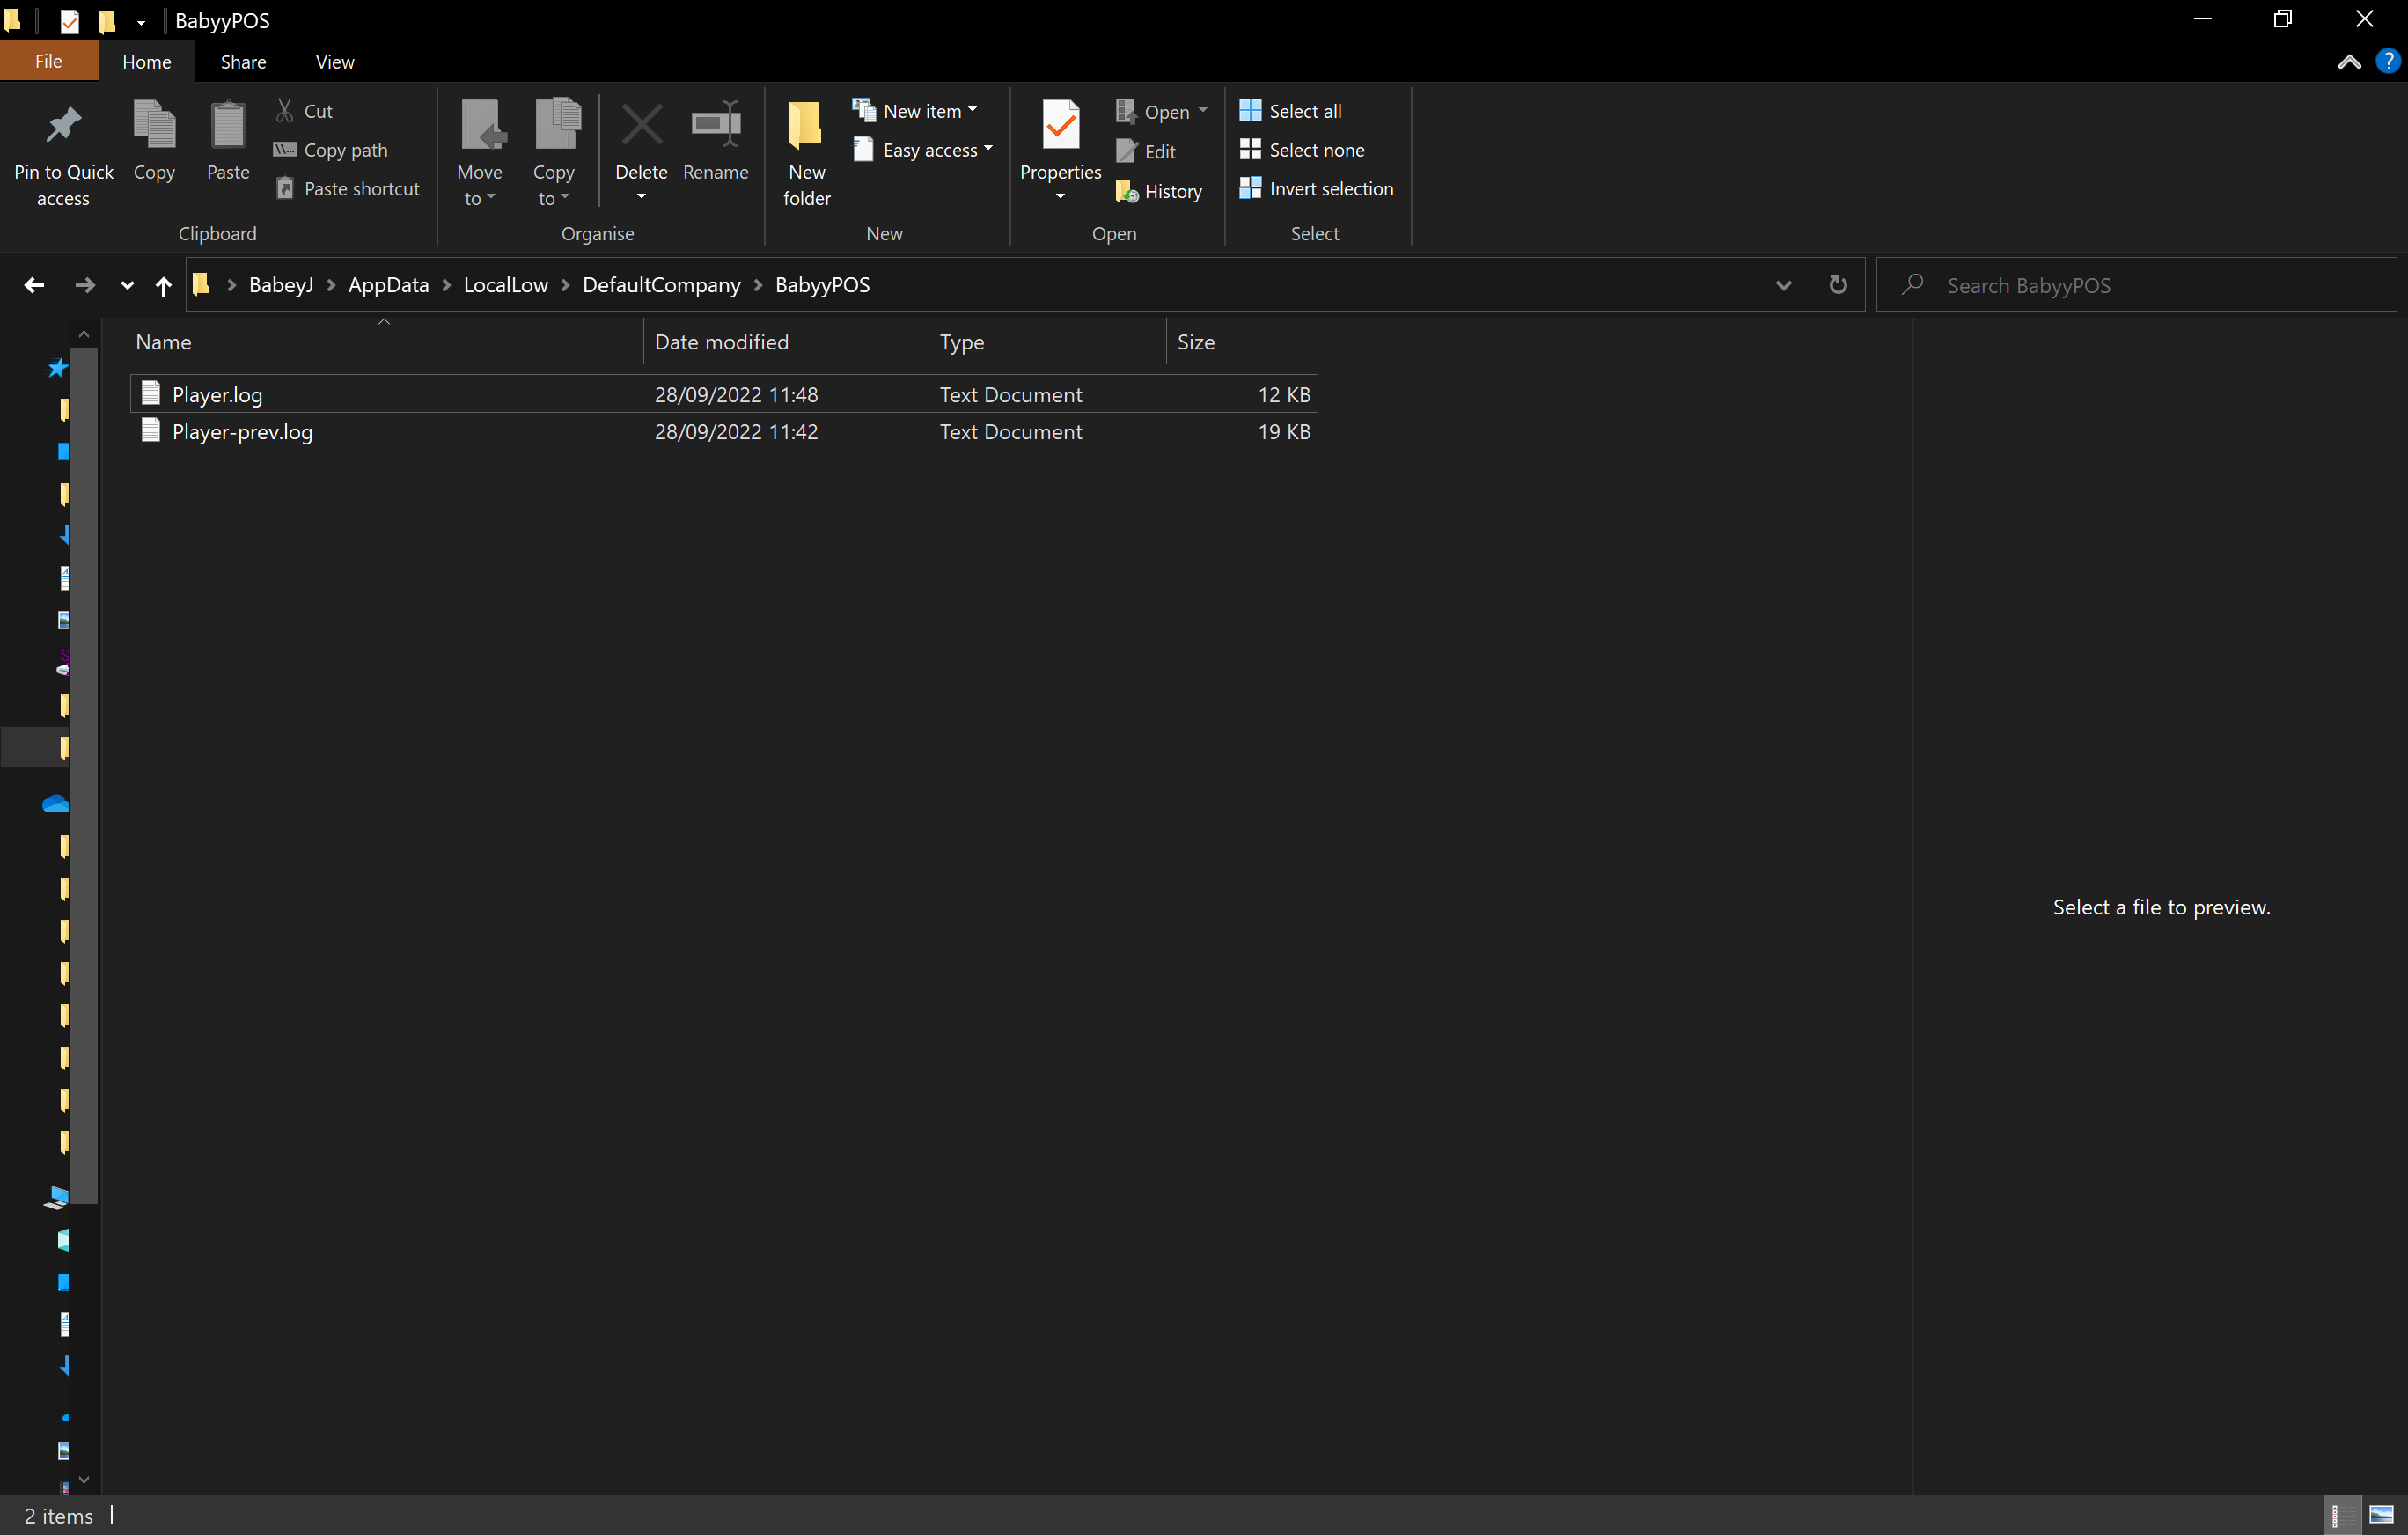 BabyyPOS
File Home Share View
Pin to Quick access
Copy
Paste
Cut
Copy path
Paste shortcut
Clipboard
Move to
Copy to
Delete
Rename
Organise
New folder
New item
Easy access
New
Properties
Open
Edit
History
Open
Select all
Select none
Invert selection
Select
BabeyJ AppData LocalLow DefaultCompany BabyyPOS
Search BabyyPOS
Name Date modified Type Size
Player.log 28/09/2022 11:48 Text Document 12 KB
Player-prev.log 28/09/2022 11:42 Text Document 19 KB
Select a file to preview.
2 items